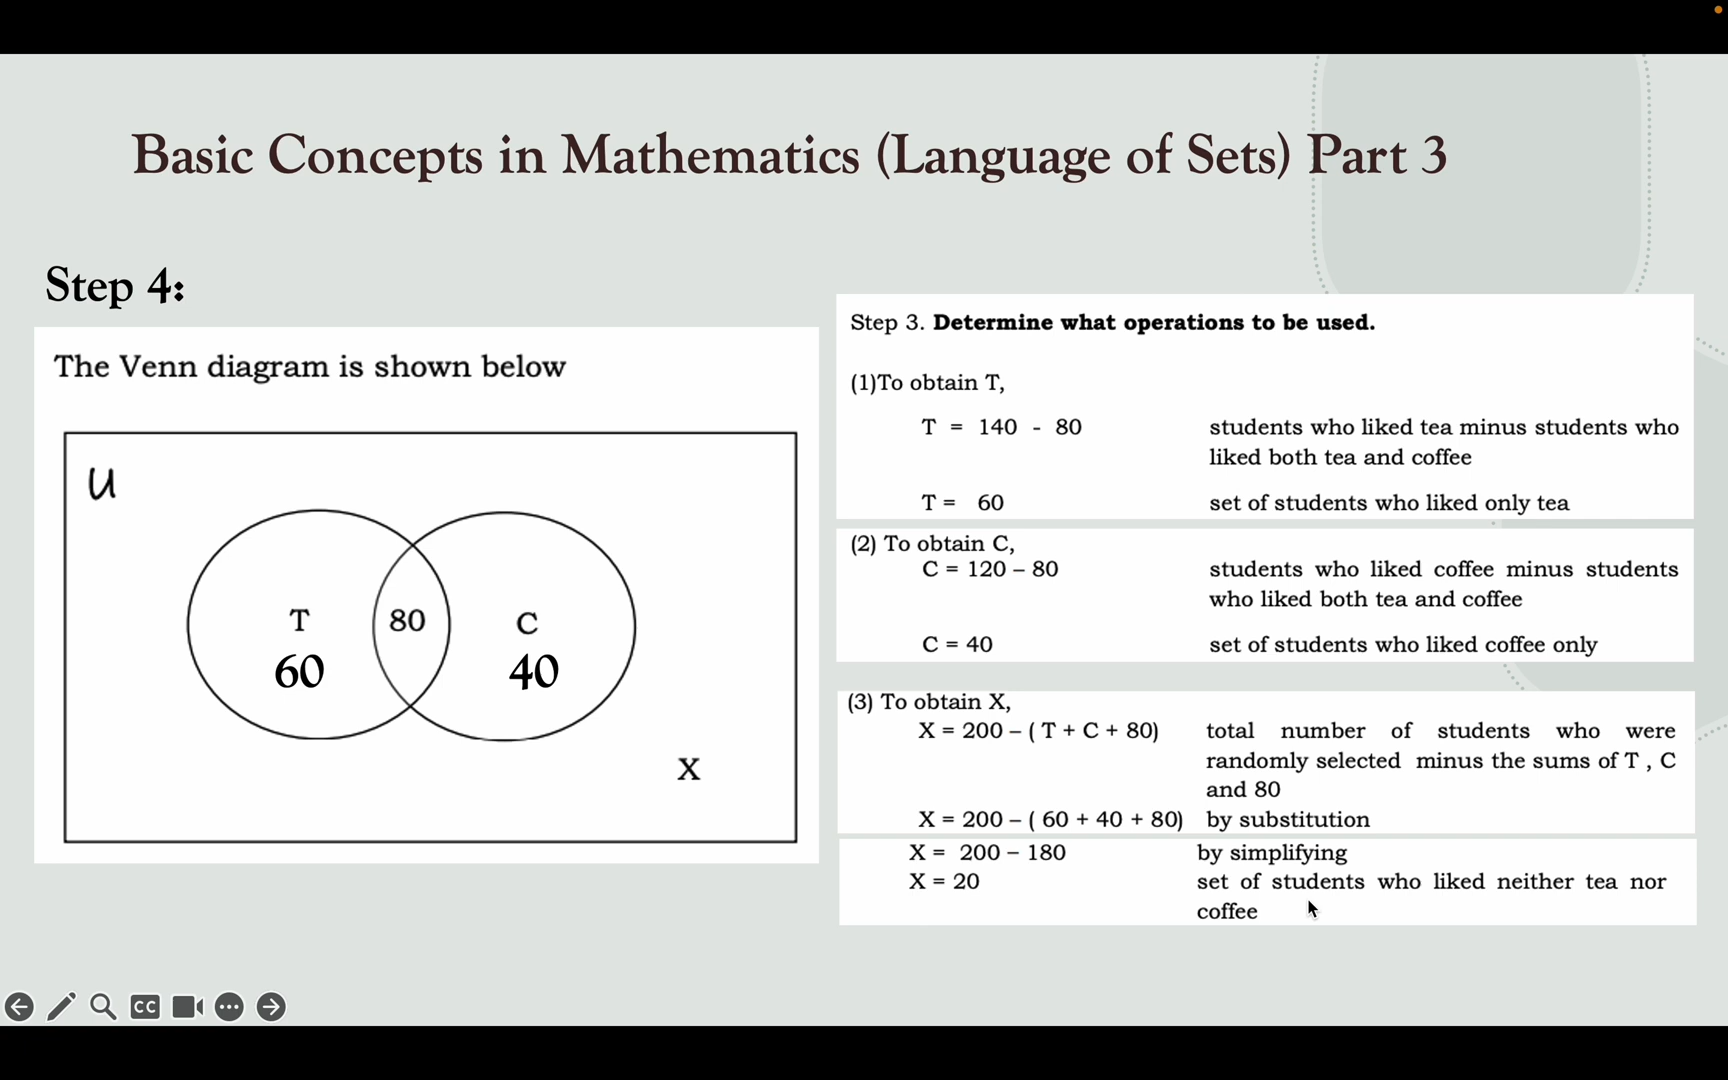 Basic Concepts in Mathematics (Language of Sets) Part 3
Step 4:
The Venn diagram is shown below
U
T 80 C
60 40
X
Step 3. Determine what operations to be used.
(1)To obtain T,
T = 140 - 80 students who liked tea minus students who
liked both tea and coffee
T = 60 set of students who liked only tea
(2) To obtain C,
C = 120 – 80 students who liked coffee minus students
who liked both tea and coffee
C = 40 set of students who liked coffee only
(3) To obtain X,
X = 200 – ( T + C + 80) total number of students who were
randomly selected minus the sums of T , C
and 80
X = 200 – ( 60 + 40 + 80) by substitution
X = 200 – 180 by simplifying
X = 20 set of students who liked neither tea nor
coffee
CC